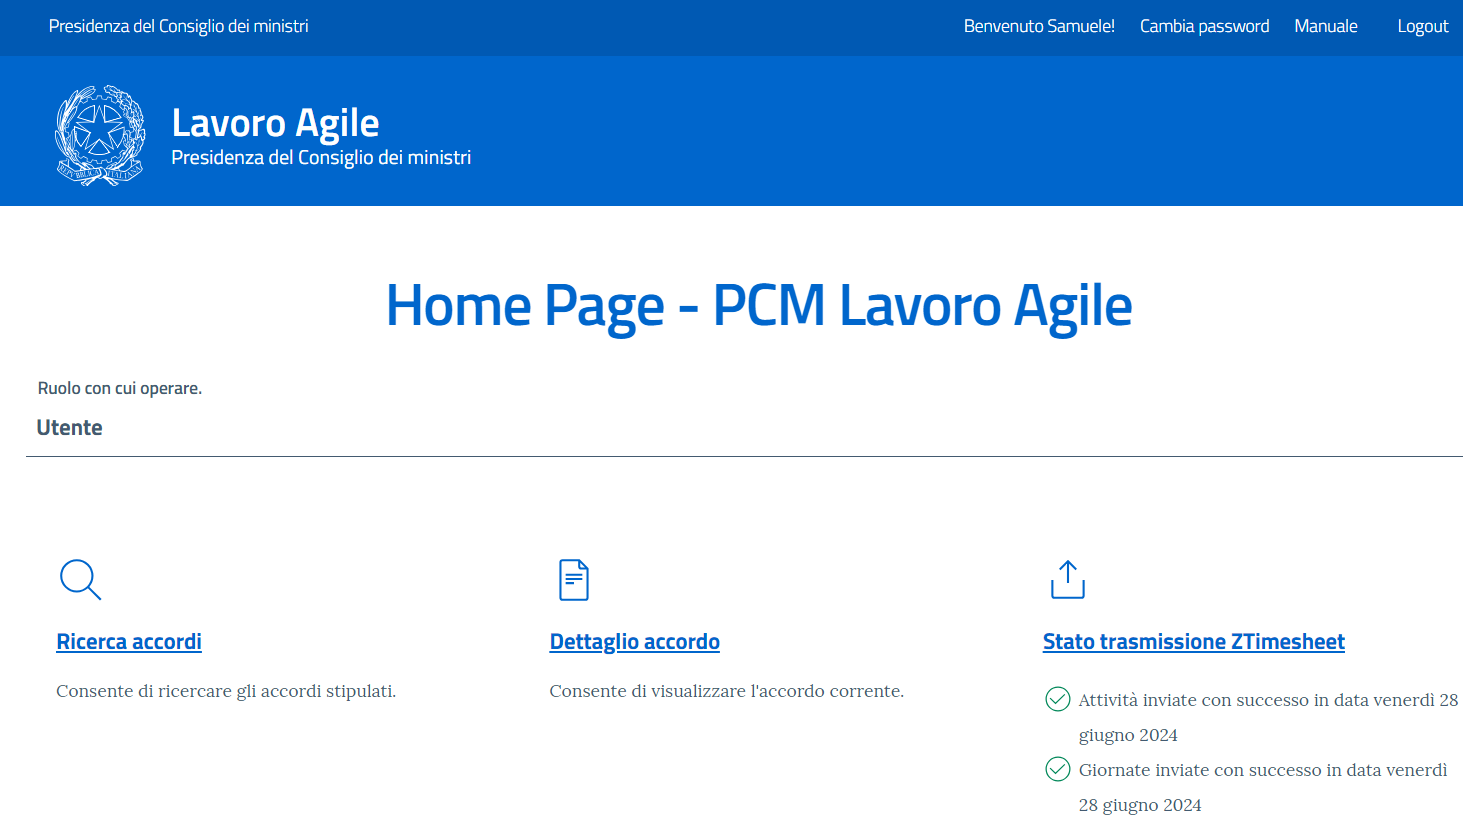 Presidenza del Consiglio dei ministri
Benvenuto Samuele! Cambia password Manuale Logout
REPVBBLICA ITALIANA
Lavoro Agile
Presidenza del Consiglio dei ministri
Home Page - PCM Lavoro Agile
Ruolo con cui operare.
Utente
Ricerca accordi
Consente di ricercare gli accordi stipulati.
Dettaglio accordo
Consente di visualizzare l'accordo corrente.
Stato trasmissione ZTimesheet
Attività inviate con successo in data venerdì 28
giugno 2024
Giornate inviate con successo in data venerdì
28 giugno 2024